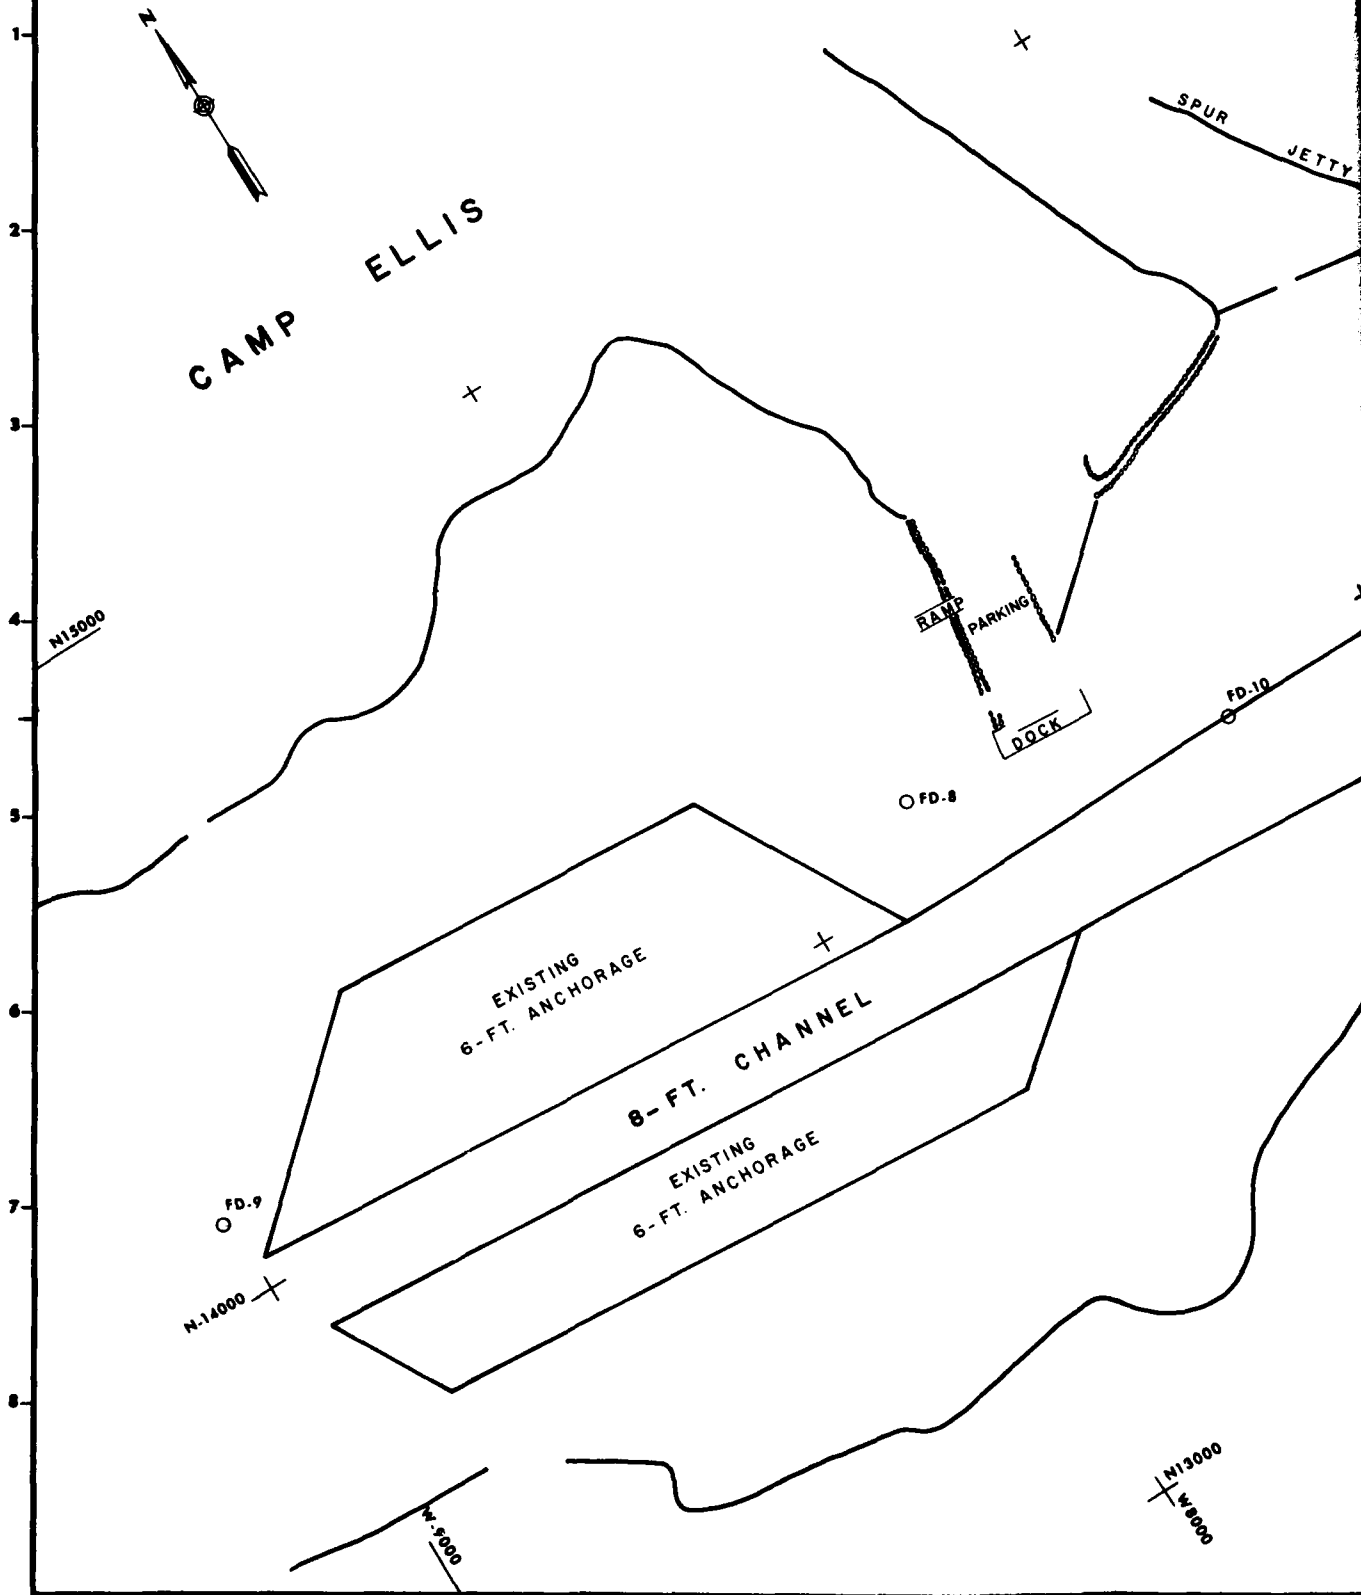 N
1
SPUR
JETTY
2
CAMP ELLIS
3
4
N15000
RAMP
PARKING
FD-10
DOCK
5
FD-8
EXISTING
6-FT. ANCHORAGE
6
8-FT. CHANNEL
EXISTING
6-FT. ANCHORAGE
7
FD-9
N-14000
8
N13000
W8000
W-9000